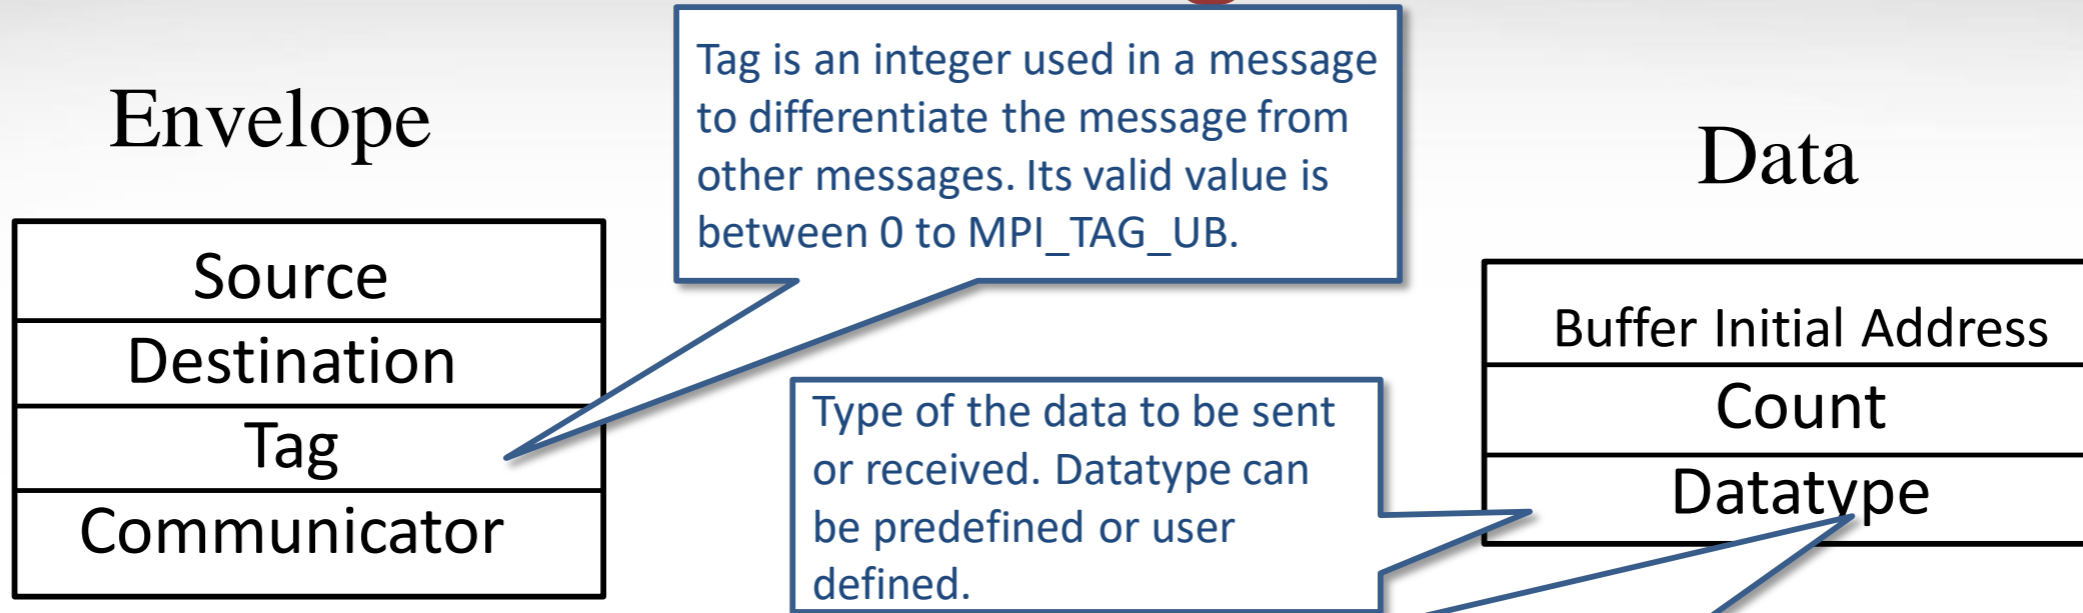 Envelope
Source
Destination
Tag
Communicator
Tag is an integer used in a message
to differentiate the message from
other messages. Its valid value is
between 0 to MPI_TAG_UB.
Type of the data to be sent
or received. Datatype can
be predefined or user
defined.
Data
Buffer Initial Address
Count
Datatype